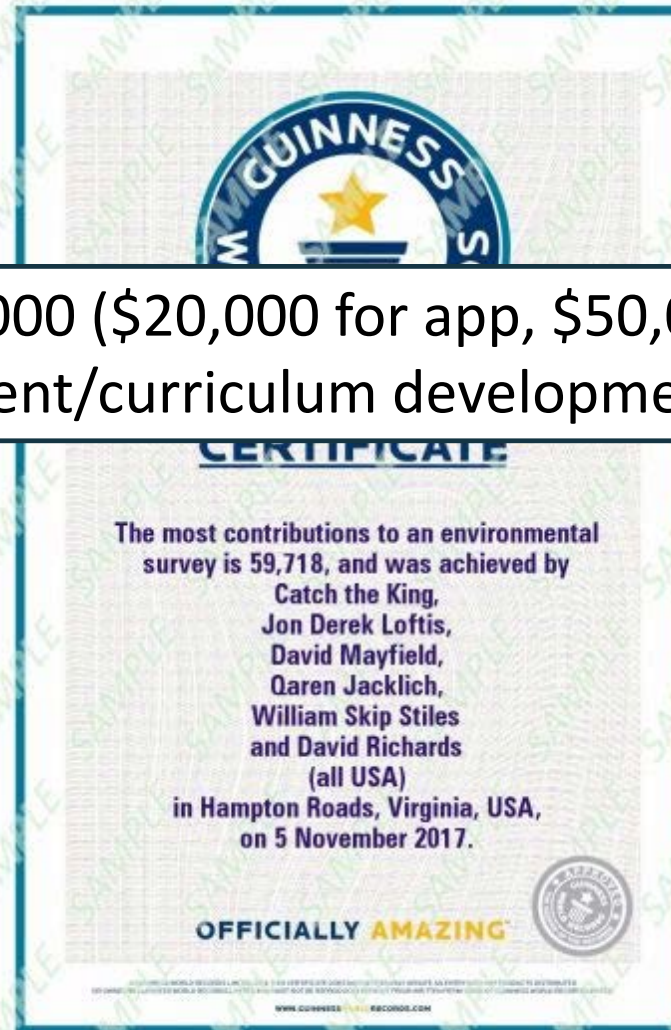 SAMPLE
GUINNESS
000 ($20,000 for app, $50,0
ent/curriculum developme
CERTIFICATE
The most contributions to an environmental
survey is 59,718, and was achieved by
Catch the King,
Jon Derek Loftis,
David Mayfield,
Qaren Jacklich,
William Skip Stiles
and David Richards
(all USA)
in Hampton Roads, Virginia, USA,
on 5 November 2017.
APPROVED
OFFICIALLY AMAZING